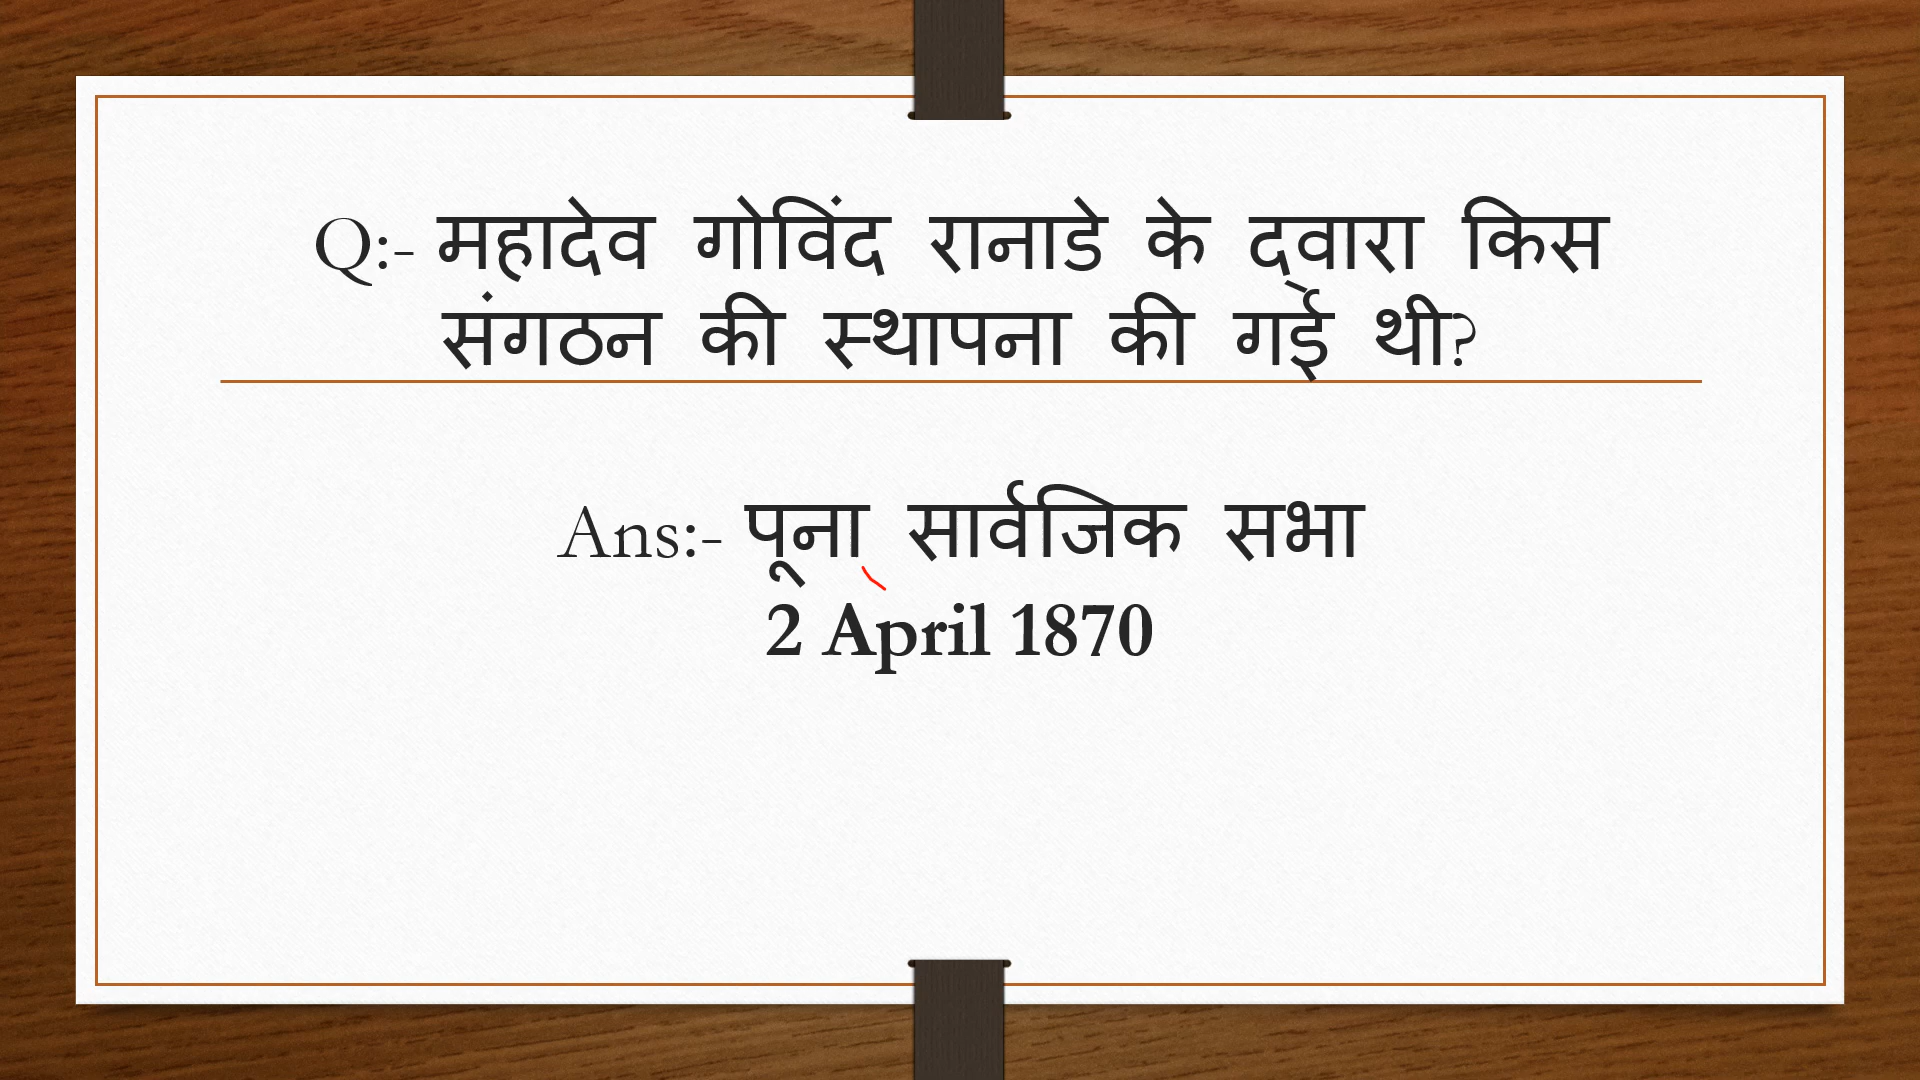 Q:- महादेव गोविंद रानाडे के द्वारा किस
संगठन की स्थापना की गई थी?
Ans:- पूना सार्वजिक सभा
2 April 1870